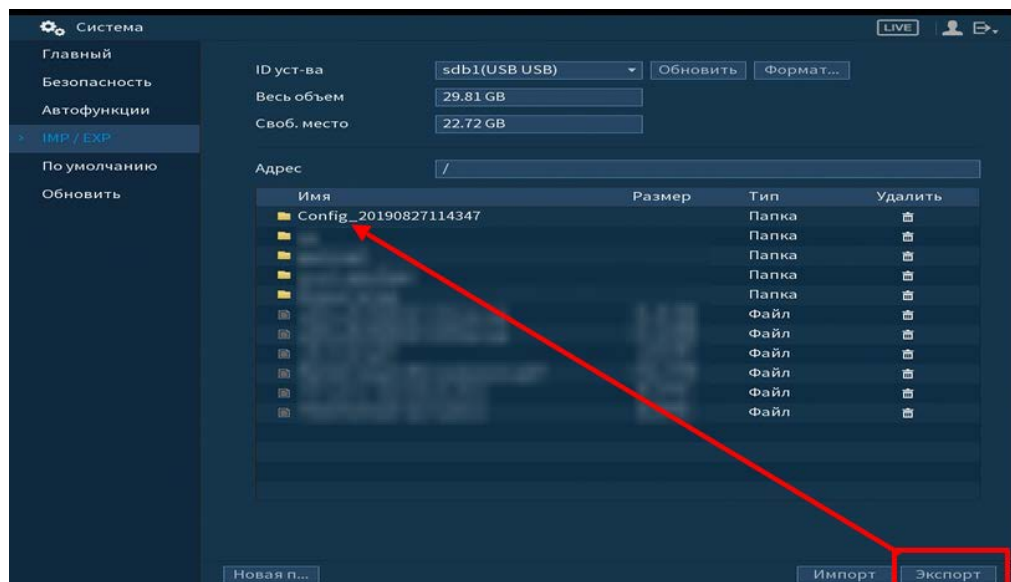 Система LIVE
Главный
Безопасность
Автофункции
IMP / EXP
По умолчанию
Обновить
ID уст-ва sdb1(USB USB) Обновить Формат...
Весь объем 29.81 GB
Своб. место 22.72 GB
Адрес /
Имя Размер Тип Удалить
Config_20190827114347 Папка
Папка
Папка
Папка
Папка
Файл
Файл
Файл
Файл
Файл
Файл
Новая п... Импорт Экспорт